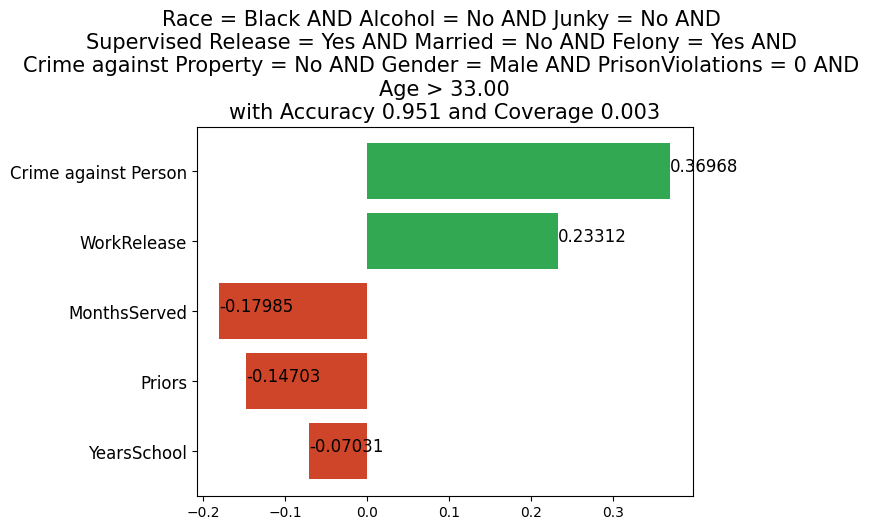 Race = Black AND Alcohol = No AND Junky = No AND
Supervised Release = Yes AND Married = No AND Felony = Yes AND
Crime against Property = No AND Gender = Male AND PrisonViolations = 0 AND
Age > 33.00
with Accuracy 0.951 and Coverage 0.003
Crime against Person
0.36968
WorkRelease
0.23312
MonthsServed
-0.17985
Priors
-0.14703
YearsSchool
-0.07031
−0.2 −0.1 0.0 0.1 0.2 0.3